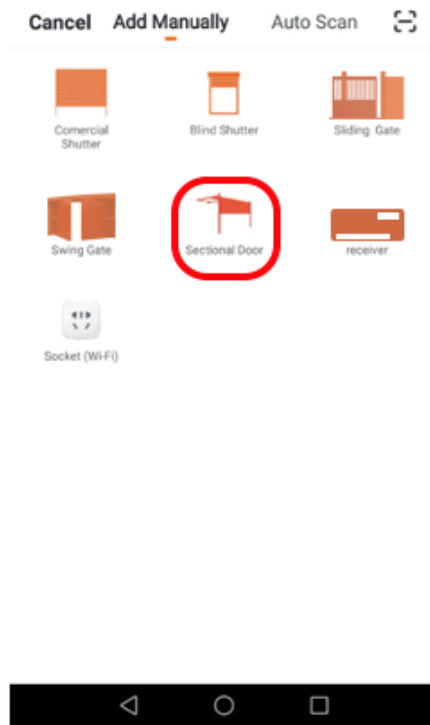 Cancel Add Manually Auto Scan
Comercial
Shutter
Blind Shutter
Sliding Gate
Swing Gate
Sectional Door
receiver
Socket (Wi-Fi)